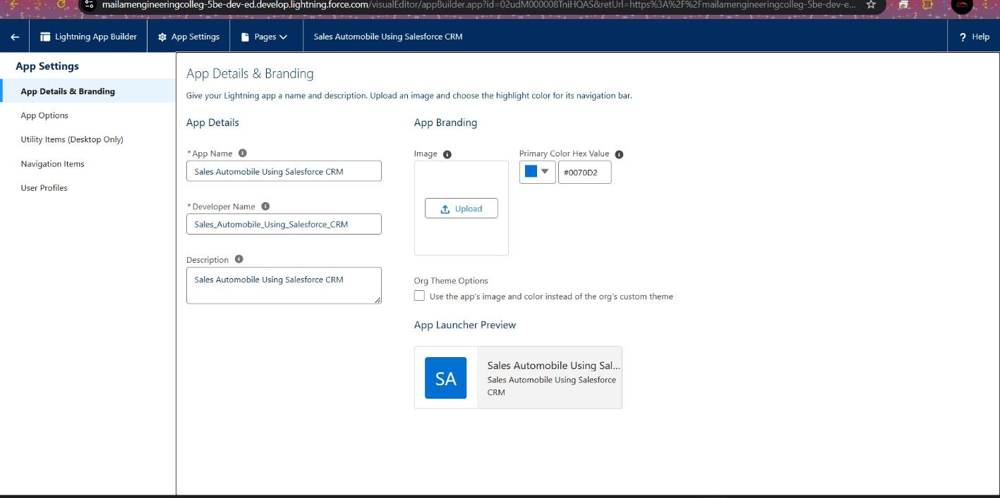 mailamengineeringcolleg-5be-dev-ed.develop.lightning.force.com/visualEditor/appBuilder.app?id=02udM000008TniHQAS&retUrl=https%3A%2F%2Fmailamengineeringcolleg-5be-dev-e...
Lightning App Builder
App Settings
Pages
Sales Automobile Using Salesforce CRM
? Help
App Settings
App Details & Branding
App Options
Utility Items (Desktop Only)
Navigation Items
User Profiles
App Details & Branding
Give your Lightning app a name and description. Upload an image and choose the highlight color for its navigation bar.
App Details
* App Name
Sales Automobile Using Salesforce CRM
* Developer Name
Sales_Automobile_Using_Salesforce_CRM
Description
Sales Automobile Using Salesforce CRM
App Branding
Image
Upload
Primary Color Hex Value
#0070D2
Org Theme Options
Use the app's image and color instead of the org's custom theme
App Launcher Preview
SA
Sales Automobile Using Sal...
Sales Automobile Using Salesforce
CRM